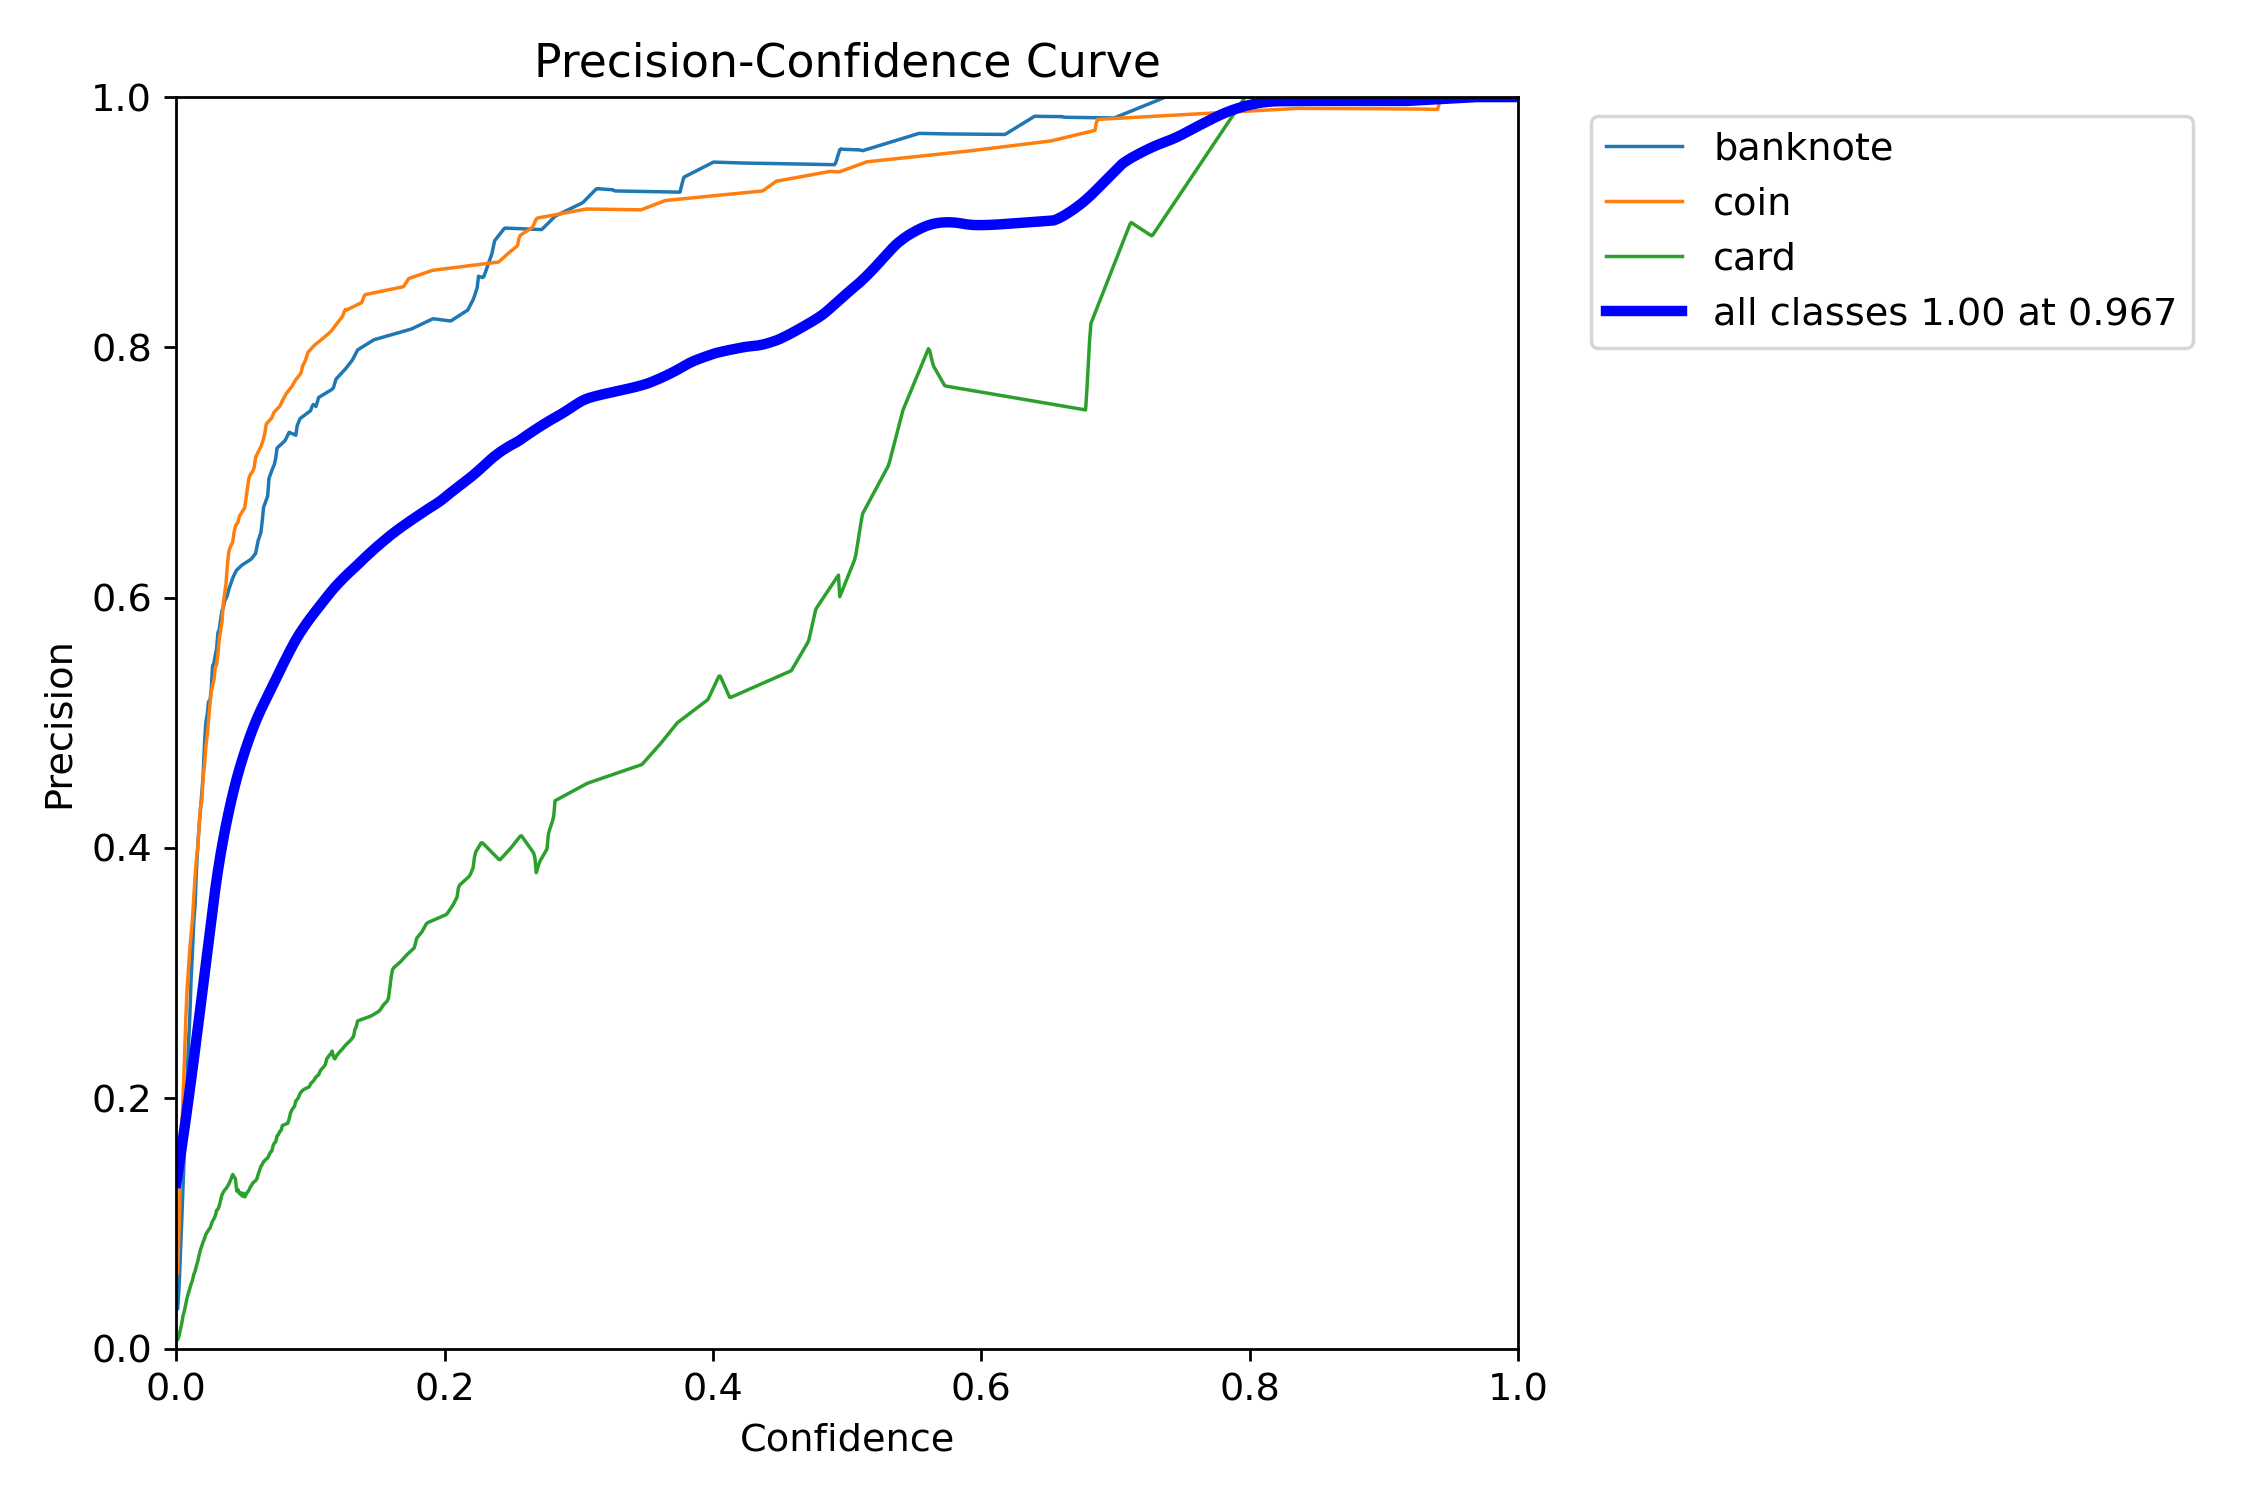 Precision-Confidence Curve
1.0
0.8
0.6
0.4
0.2
0.0
Precision
0.0 0.2 0.4 0.6 0.8 1.0
Confidence
banknote
coin
card
all classes 1.00 at 0.967